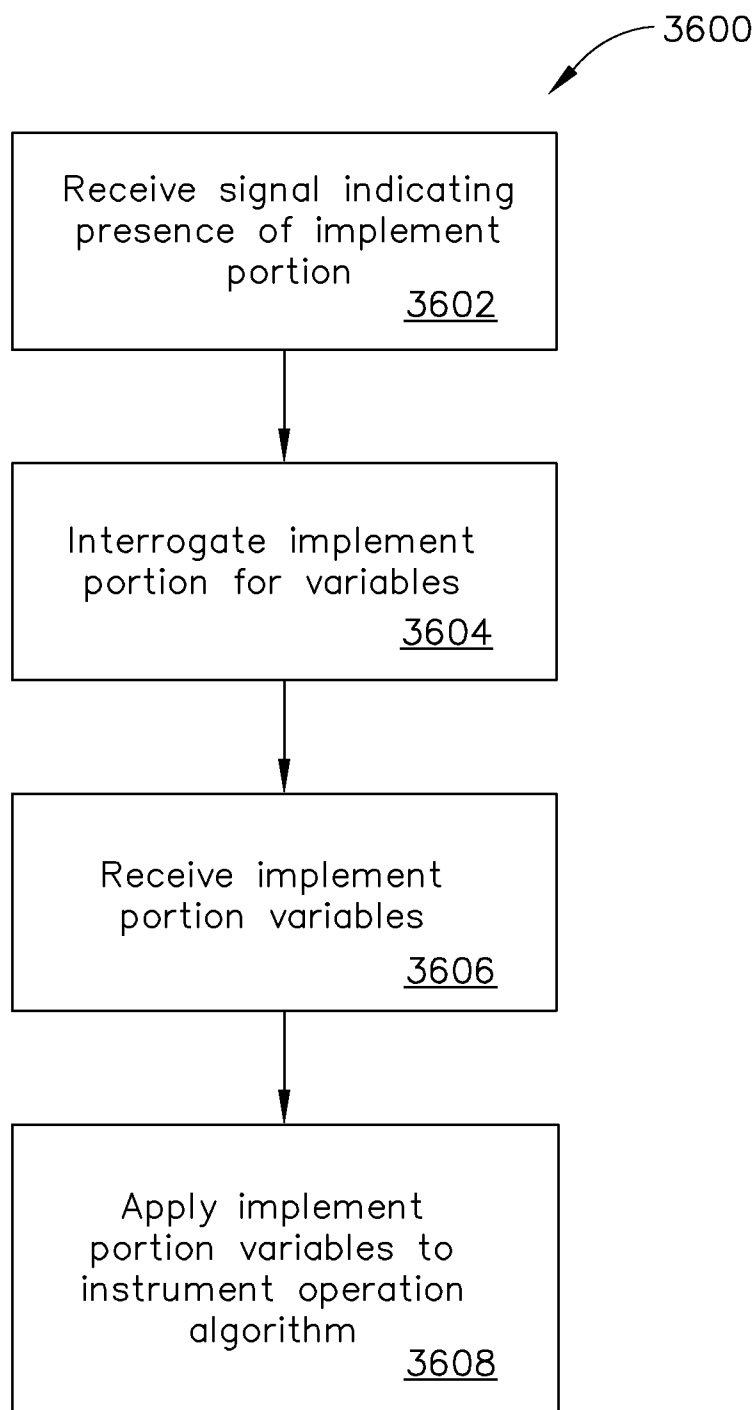 3600
Receive signal indicating
presence of implement
portion
3602
Interrogate implement
portion for variables
3604
Receive implement
portion variables
3606
Apply implement
portion variables to
instrument operation
algorithm
3608